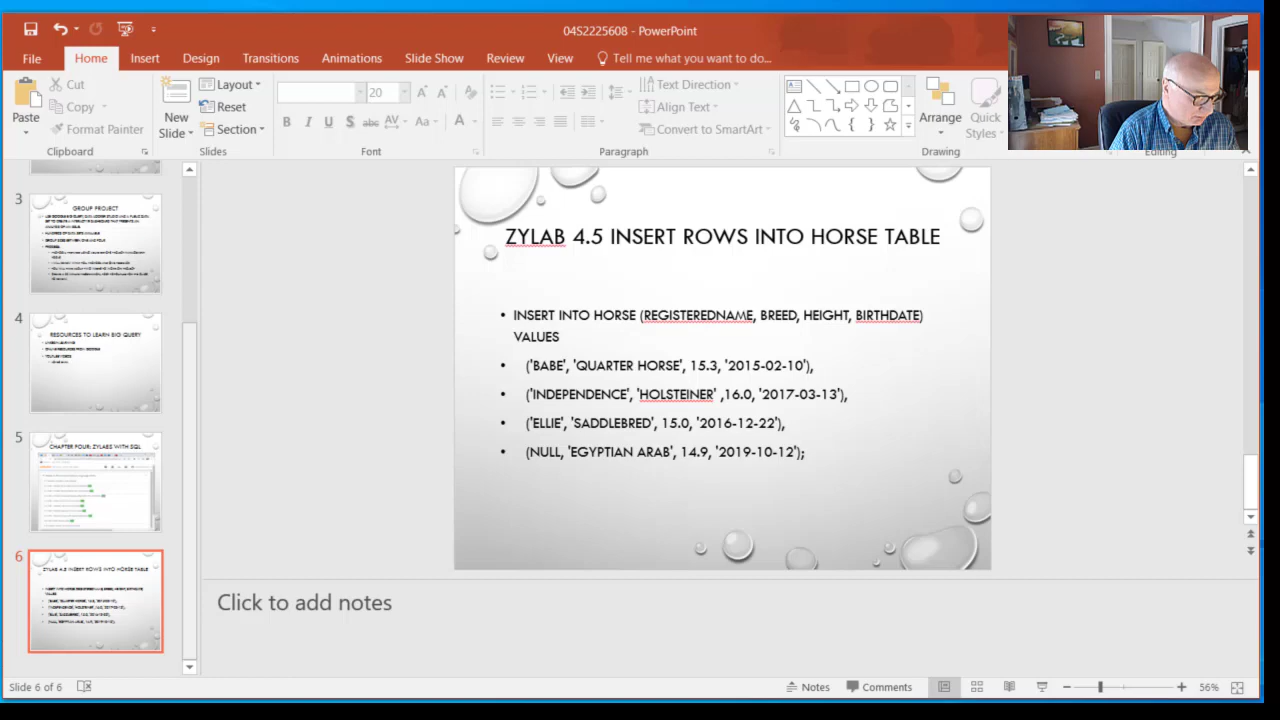 04S2225608 - PowerPoint
File Home Insert Design Transitions Animations Slide Show Review View Tell me what you want to do...
Cut
Copy
Format Painter
Paste
Clipboard
New Slide
Layout
Reset
Section
Slides
20
B I U S abc AV Aa A
Font
Text Direction
Align Text
Convert to SmartArt
Paragraph
Arrange
Quick Styles
Drawing
Editing
3
GROUP PROJECT
4
RESOURCES TO LEARN BIG QUERY
5
CHAPTER FOUR: ZYLABS WITH SQL
6
ZYLAB 4.5 INSERT ROWS INTO HORSE TABLE
ZYLAB 4.5 INSERT ROWS INTO HORSE TABLE
• INSERT INTO HORSE (REGISTEREDNAME, BREED, HEIGHT, BIRTHDATE)
VALUES
• ('BABE', 'QUARTER HORSE', 15.3, '2015-02-10'),
• ('INDEPENDENCE', 'HOLSTEINER' ,16.0, '2017-03-13'),
• ('ELLIE', 'SADDLEBRED', 15.0, '2016-12-22'),
• (NULL, 'EGYPTIAN ARAB', 14.9, '2019-10-12');
Click to add notes
Slide 6 of 6
Notes Comments 56%